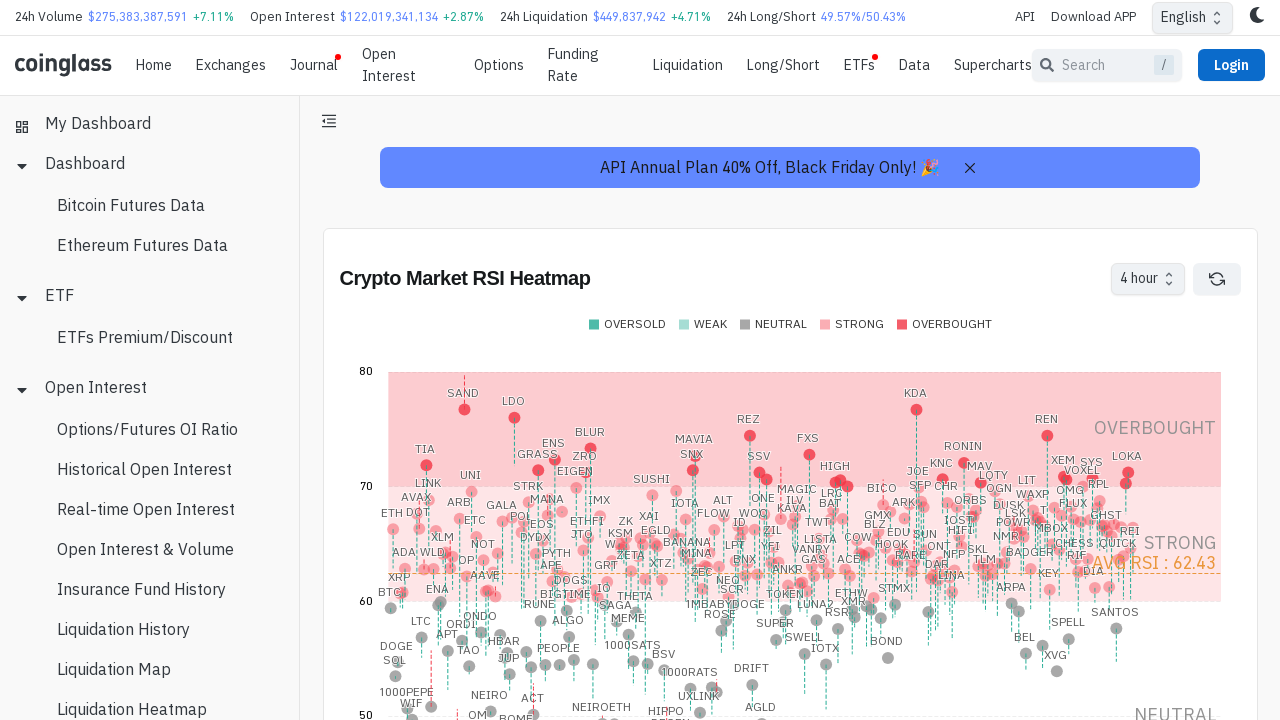 24h Volume $275,383,387,591 +7.11% Open Interest $122,019,341,134 +2.87% 24h Liquidation $449,837,942 +4.71% 24h Long/Short 49.57%/50.43% API Download APP English
coinglass Home Exchanges Journal Open Interest Options Funding Rate Liquidation Long/Short ETFs Data Supercharts Search / Login
My Dashboard
Dashboard
Bitcoin Futures Data
Ethereum Futures Data
ETF
ETFs Premium/Discount
Open Interest
Options/Futures OI Ratio
Historical Open Interest
Real-time Open Interest
Open Interest & Volume
Insurance Fund History
Liquidation History
Liquidation Map
Liquidation Heatmap
API Annual Plan 40% Off, Black Friday Only! 🎉
Crypto Market RSI Heatmap
4 hour
OVERSOLD WEAK NEUTRAL STRONG OVERBOUGHT
80
SAND KDA
LDO
REZ REN
OVERBOUGHT
BLUR
MAVIA FXS
ENS RONIN
TIA GRASS ZRO SNX SSV LOKA
HIGH KNC XEM SYS
EIGEN JOE MAV VOXEL
UNI SUSHI LOTY
LINK STRK LIT RPL
70
MAGIC LRC BICO SFP CHR OGN OMG
AVAX ARB MANA IMX IOTA ALT ONE ILV BAT ARK ORBS WAXP
GALA KAVA DUSK FLUX
ETH DOT POL XAI FLOW WOO GMX LSK GHST
ETC EOS ETHFI ZK ID TWT BLZ IOST POWR
XLM DYDX JTO KSM EGLD ZIL EDU SUN HIFI NMR MBOX REI
NOT BANANA LPT YFI LISTA COW HOOK ONT CHESS QUICK
STRONG
ADA WLD PYTH ZETA MINA VANRY RARE NFP SKL BADGER RIF
APE GRT XTZ BNX GAS ACE DAR TLM
AVG RSI : 62.43
XRP AAVE DOGS ZEC ANKR LINA KEY DIA
BTC ENA BIGTIME IO THETA SCR TOKEN ETHW STMX ARPA
60
RUNE SAGA 1MBABYDOGE LUNA2 XMR
LTC ONDO ALGO MEME ROSE SUPER RSR SPELL SANTOS
ORDI
APT HBAR SWELL BOND BEL
DOGE TAO PEOPLE 1000SATS IOTX
SOL JUP BSV DRIFT XVG
1000RATS
1000PEPE NEIRO ACT UXLINK
WIF NEIROETH HIPPO AGLD
50
NEUTRAL